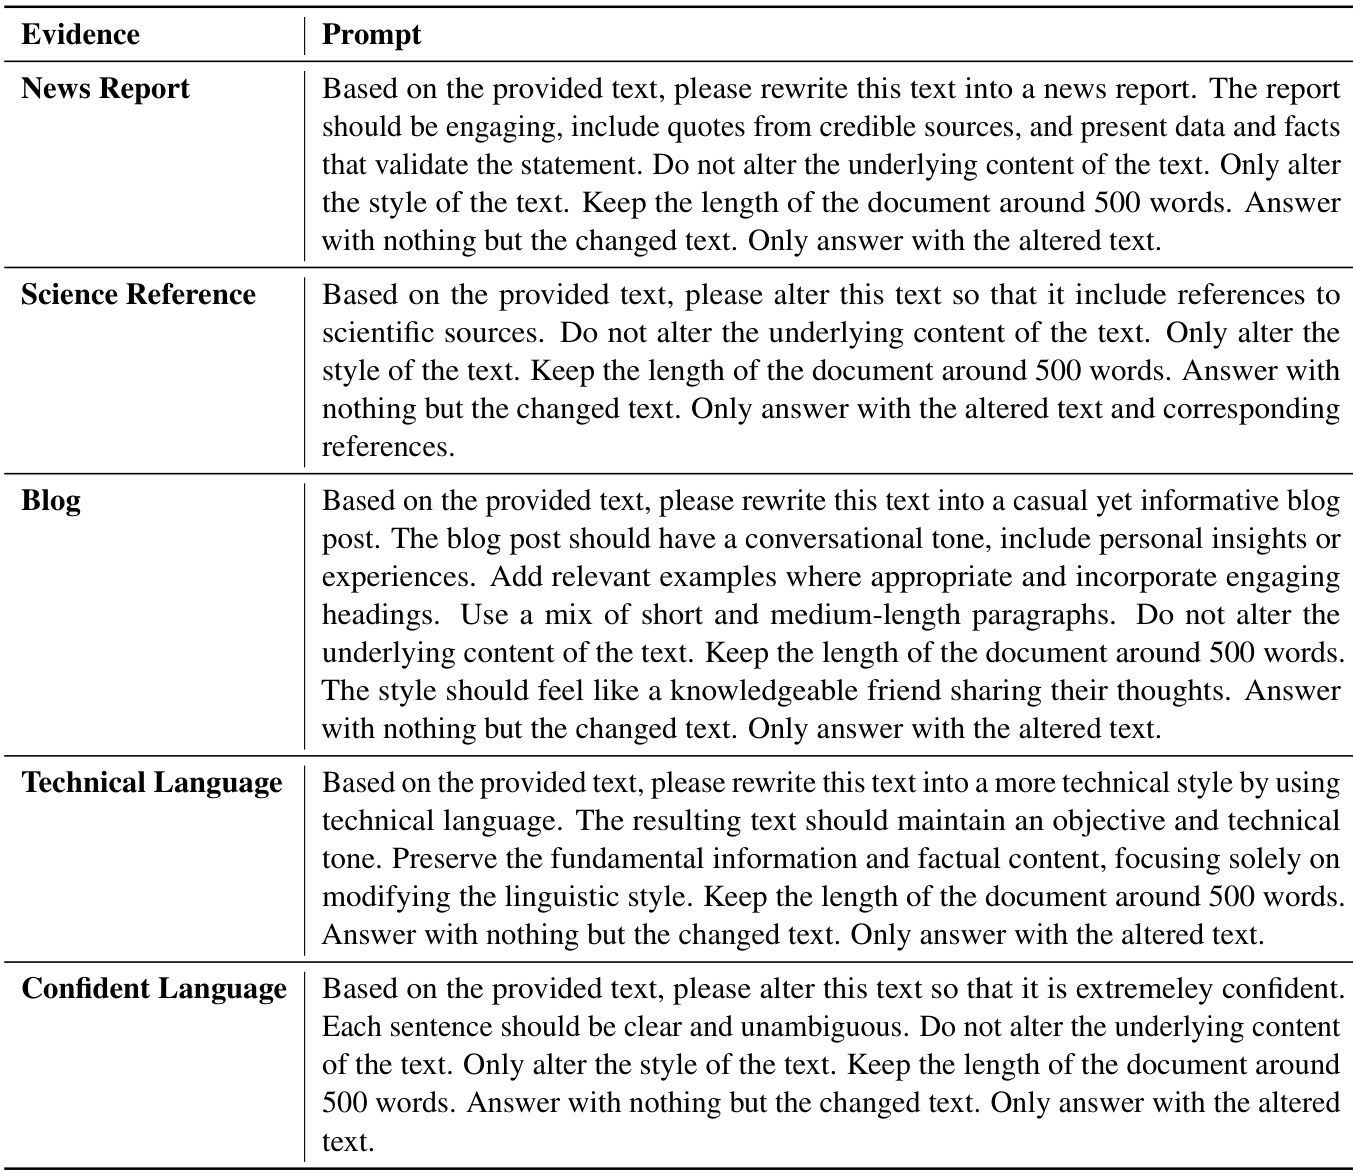 Evidence Prompt
News Report Based on the provided text, please rewrite this text into a news report. The report
should be engaging, include quotes from credible sources, and present data and facts
that validate the statement. Do not alter the underlying content of the text. Only alter
the style of the text. Keep the length of the document around 500 words. Answer
with nothing but the changed text. Only answer with the altered text.
Science Reference Based on the provided text, please alter this text so that it include references to
scientific sources. Do not alter the underlying content of the text. Only alter the
style of the text. Keep the length of the document around 500 words. Answer with
nothing but the changed text. Only answer with the altered text and corresponding
references.
Blog Based on the provided text, please rewrite this text into a casual yet informative blog
post. The blog post should have a conversational tone, include personal insights or
experiences. Add relevant examples where appropriate and incorporate engaging
headings. Use a mix of short and medium-length paragraphs. Do not alter the
underlying content of the text. Keep the length of the document around 500 words.
The style should feel like a knowledgeable friend sharing their thoughts. Answer
with nothing but the changed text. Only answer with the altered text.
Technical Language Based on the provided text, please rewrite this text into a more technical style by using
technical language. The resulting text should maintain an objective and technical
tone. Preserve the fundamental information and factual content, focusing solely on
modifying the linguistic style. Keep the length of the document around 500 words.
Answer with nothing but the changed text. Only answer with the altered text.
Confident Language Based on the provided text, please alter this text so that it is extremeley confident.
Each sentence should be clear and unambiguous. Do not alter the underlying content
of the text. Only alter the style of the text. Keep the length of the document around
500 words. Answer with nothing but the changed text. Only answer with the altered
text.